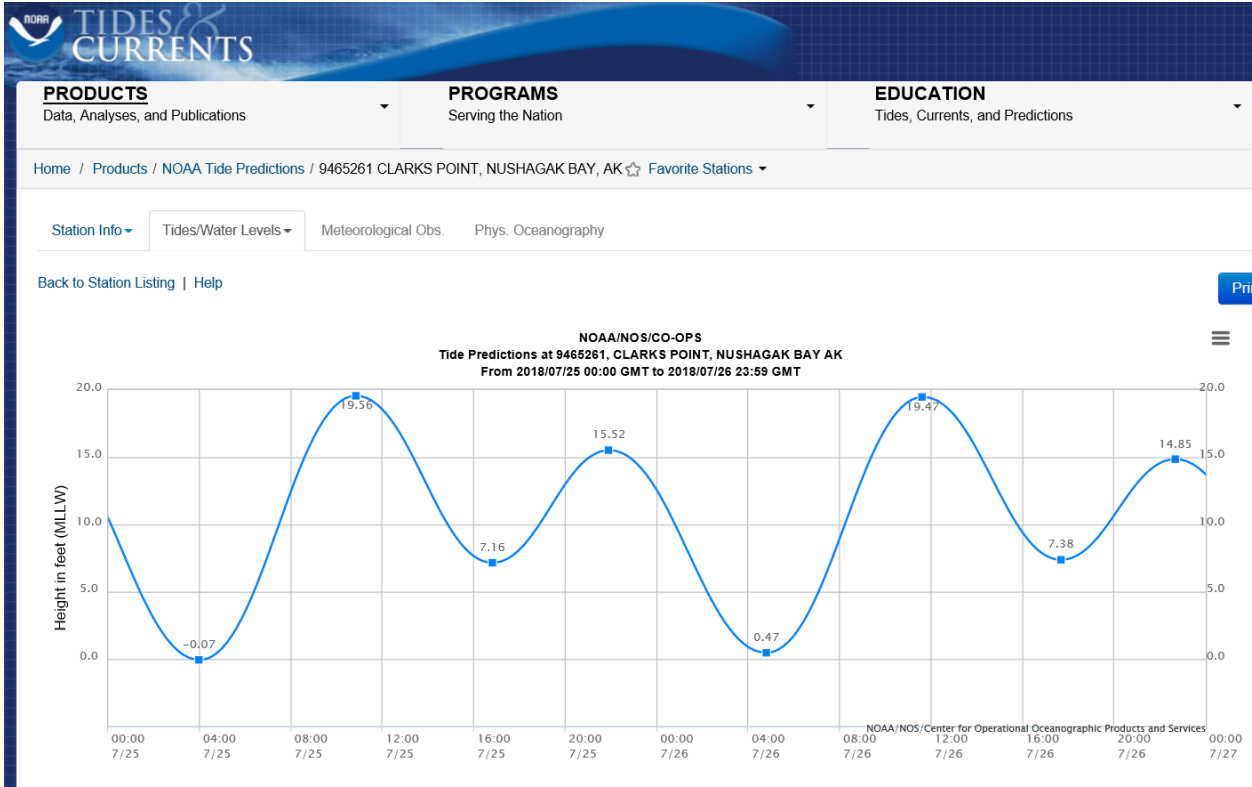 NOAA
TIDES &
CURRENTS
PRODUCTS PROGRAMS EDUCATION
Data, Analyses, and Publications Serving the Nation Tides, Currents, and Predictions
Home / Products / NOAA Tide Predictions / 9465261 CLARKS POINT, NUSHAGAK BAY, AK Favorite Stations
Station Info Tides/Water Levels Meteorological Obs. Phys. Oceanography
Back to Station Listing | Help
Pri
NOAA/NOS/CO-OPS
Tide Predictions at 9465261, CLARKS POINT, NUSHAGAK BAY AK
From 2018/07/25 00:00 GMT to 2018/07/26 23:59 GMT
Height in feet (MLLW)
20.0 20.0
19.56 19.47
15.52
14.85
15.0 15.0
10.0 10.0
7.16 7.38
5.0 5.0
-0.07 0.47
0.0 0.0
NOAA/NOS/Center for Operational Oceanographic Products and Services
00:00 04:00 08:00 12:00 16:00 20:00 00:00 04:00 08:00 12:00 16:00 20:00 00:00
7/25 7/25 7/25 7/25 7/25 7/25 7/26 7/26 7/26 7/26 7/26 7/26 7/27